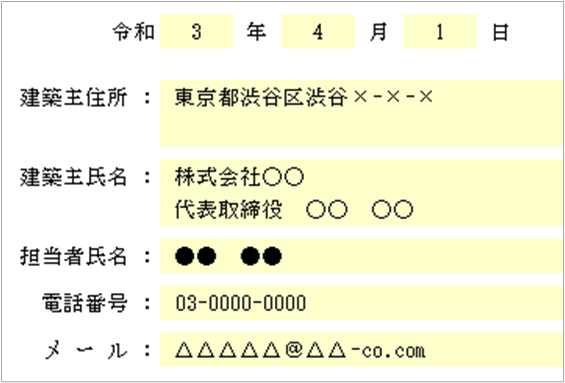 令和 3 年 4 月 1 日
建築主住所 : 東京都渋谷区渋谷×-×-×
建築主氏名 : 株式会社〇〇
代表取締役 〇〇 〇〇
担当者氏名 : ●● ●●
電話番号 : 03-0000-0000
メール : △△△△△@△△-co.com